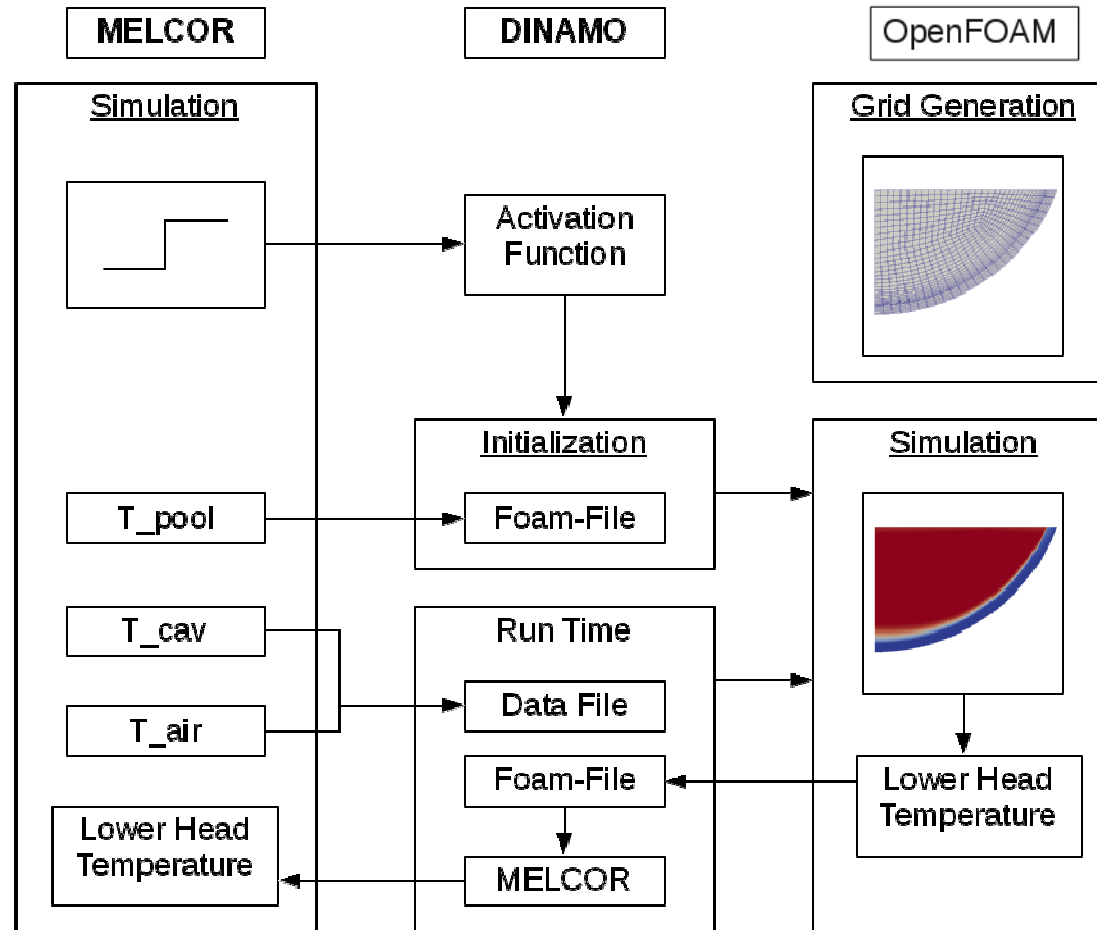 MELCOR
DINAMO
OpenFOAM
Simulation
Grid Generation
Activation
Function
Initialization
Simulation
T_pool
Foam-File
T_cav
Run Time
T_air
Data File
Foam-File
Lower Head
Temperature
Lower Head
Temperature
MELCOR